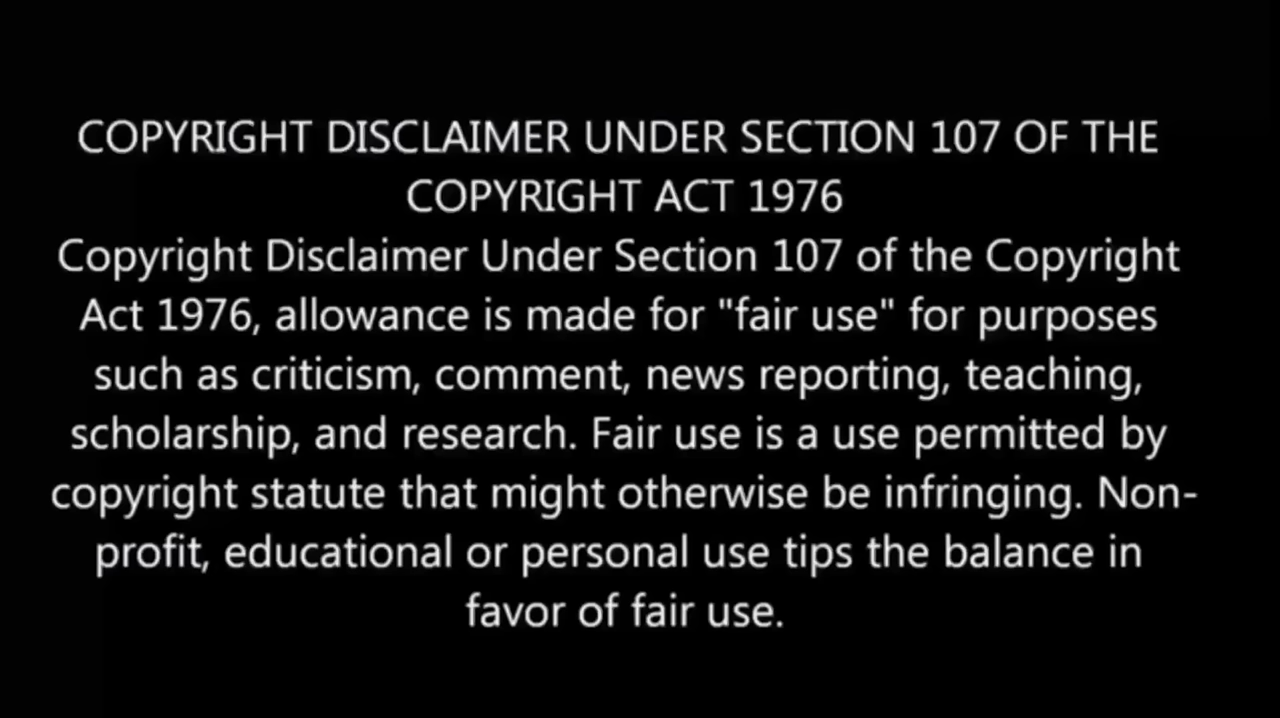 COPYRIGHT DISCLAIMER UNDER SECTION 107 OF THE
COPYRIGHT ACT 1976
Copyright Disclaimer Under Section 107 of the Copyright
Act 1976, allowance is made for "fair use" for purposes
such as criticism, comment, news reporting, teaching,
scholarship, and research. Fair use is a use permitted by
copyright statute that might otherwise be infringing. Non-
profit, educational or personal use tips the balance in
favor of fair use.